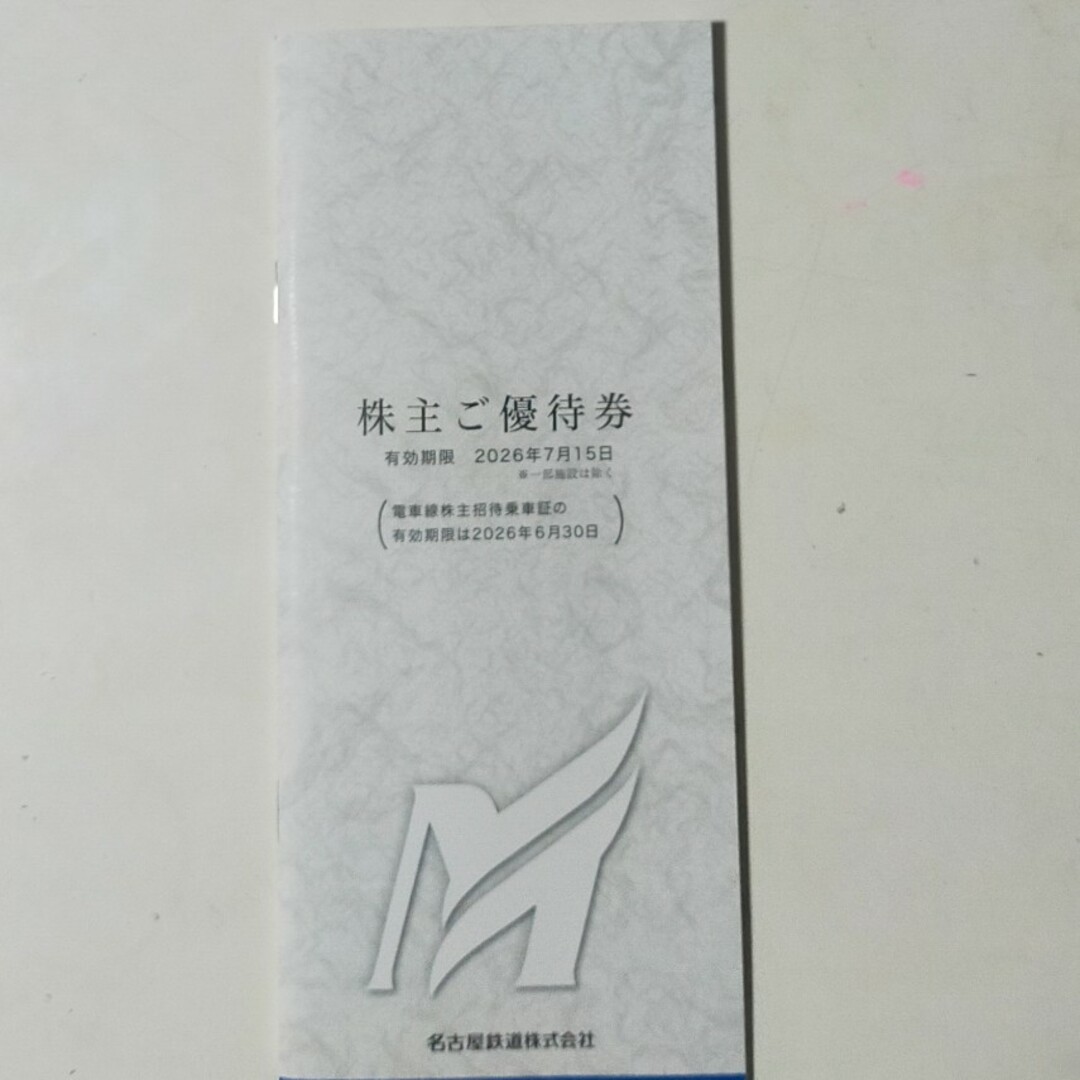 株主ご優待券
有効期限　2026年7月15日
※一部施設は除く
(電車線株主招待乗車証の
有効期限は2026年6月30日)
名古屋鉄道株式会社